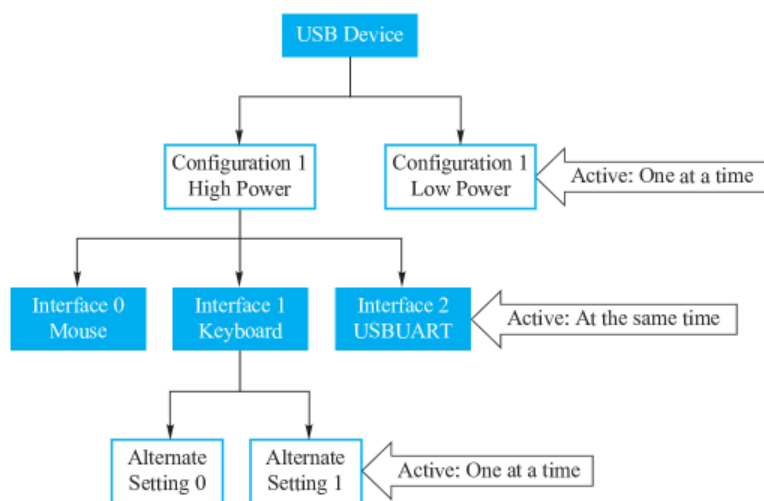 USB Device
Configuration 1
High Power
Configuration 1
Low Power
Active: One at a time
Interface 0
Mouse
Interface 1
Keyboard
Interface 2
USBUART
Active: At the same time
Alternate
Setting 0
Alternate
Setting 1
Active: One at a time